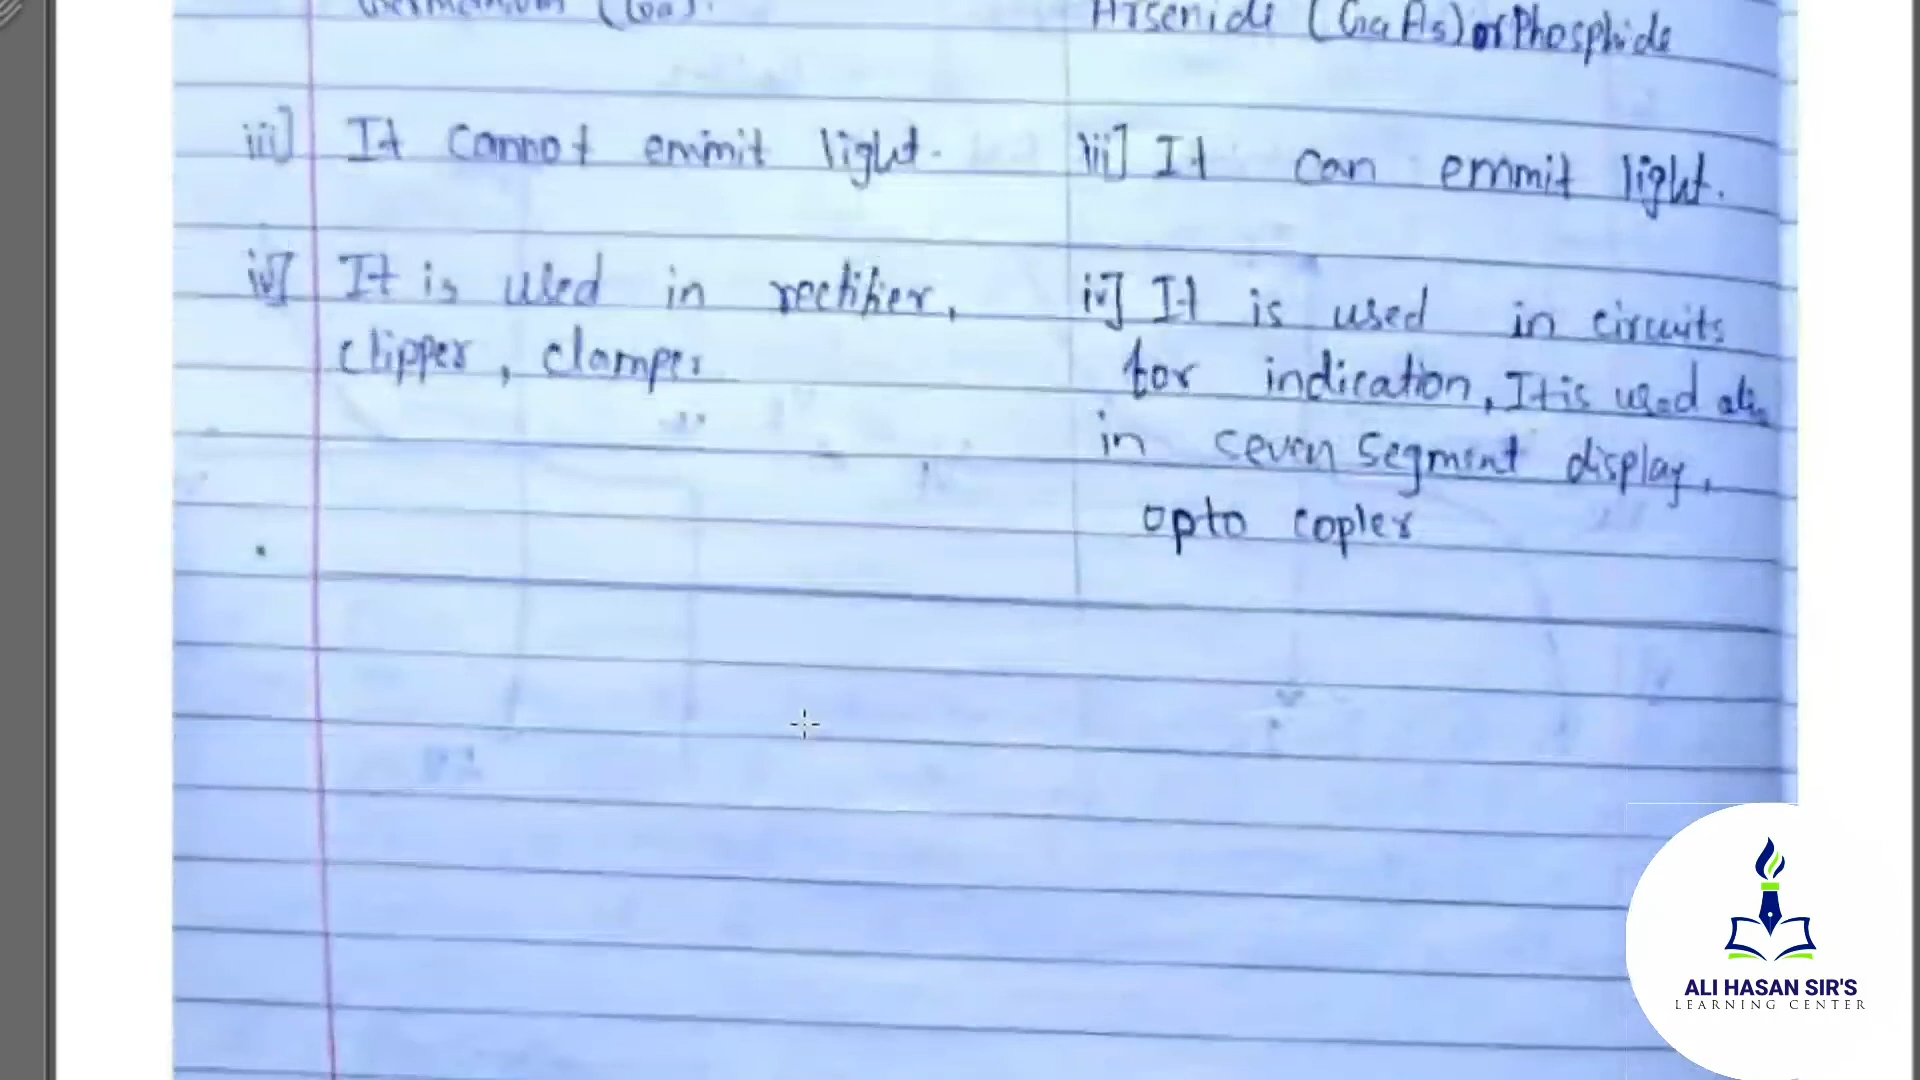 Arsenide (GaAs) or Phosphide
iii] It cannot emmit light.
iii] It can emmit light.
iv] It is used in rectifier,
clipper, clamper
iv] It is used in circuits
for indication, It is used also
in seven segment display,
opto copler
ALI HASAN SIR'S
LEARNING CENTER